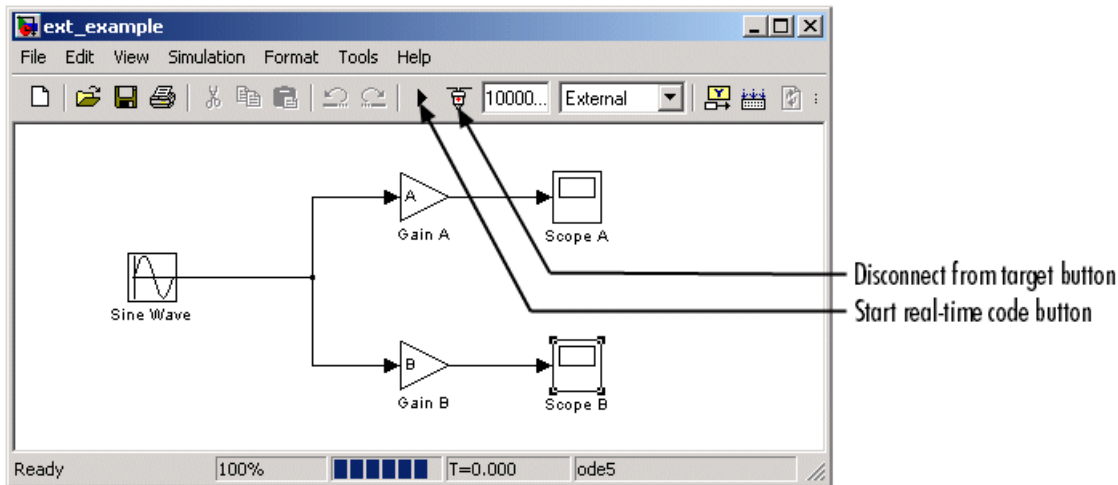 ext_example
File Edit View Simulation Format Tools Help
10000... External
A
Gain A
Scope A
Sine Wave
Disconnect from target button
Start real-time code button
B
Gain B
Scope B
Ready 100% T=0.000 ode5